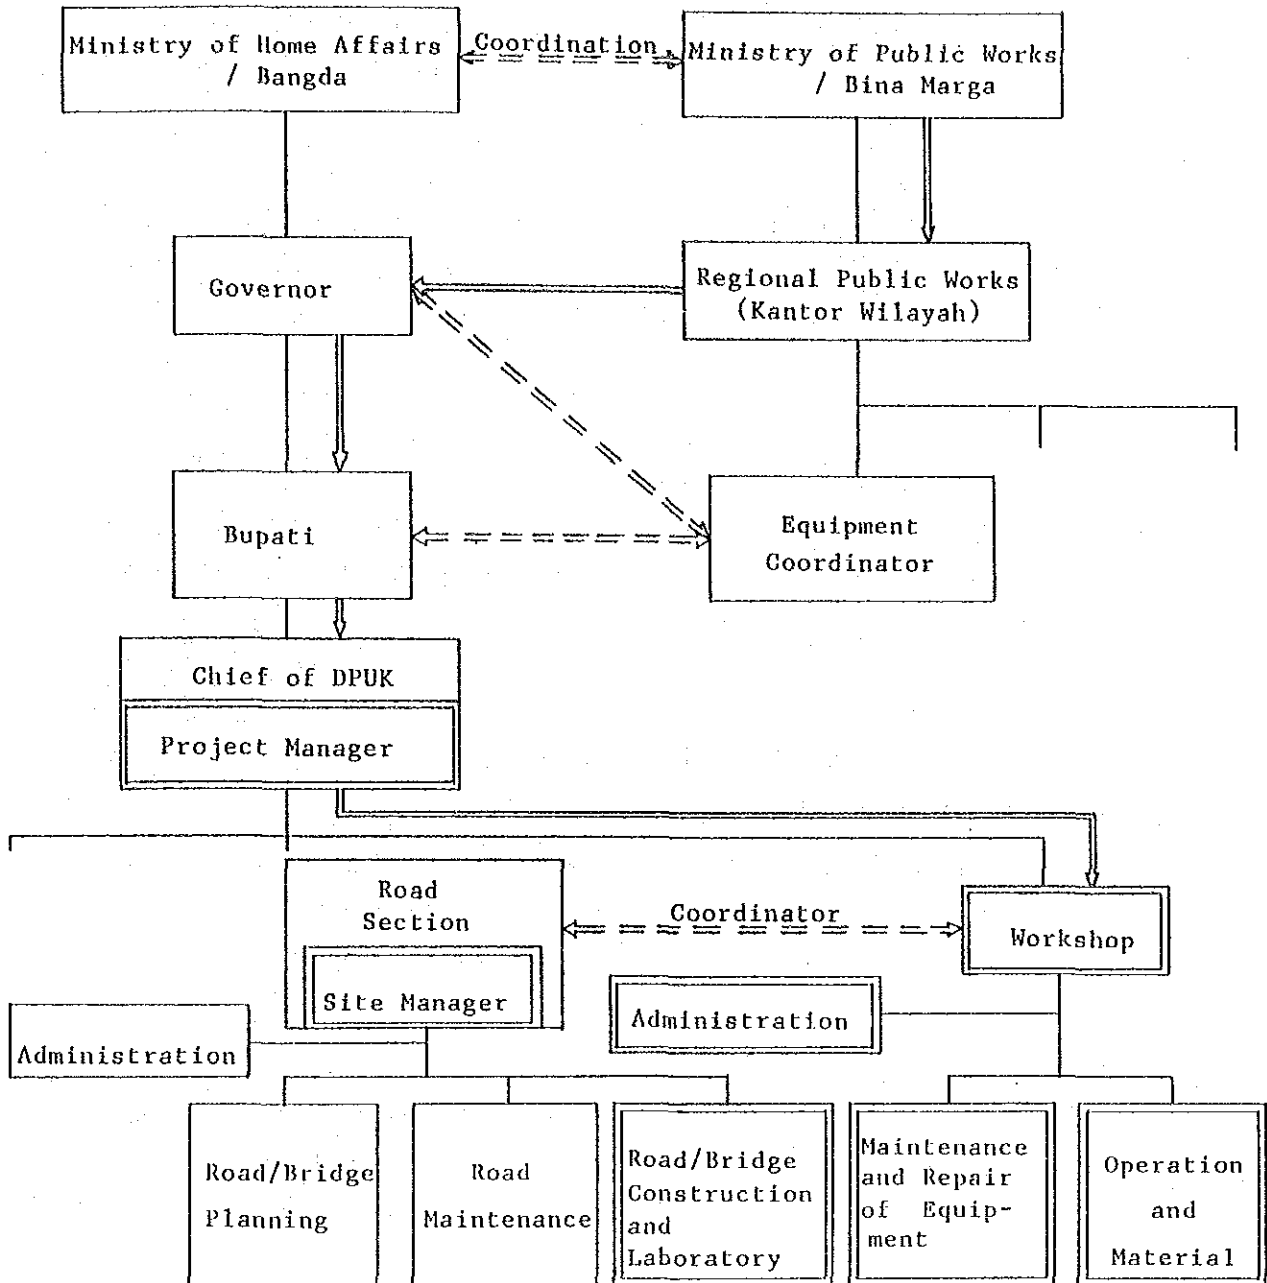 Ministry of Home Affairs
/ Bangda
Coordination
Ministry of Public Works
/ Bina Marga
Governor
Regional Public Works
(Kantor Wilayah)
Bupati
Equipment
Coordinator
Chief of DPUK
Project Manager
Road
Section
Site Manager
Coordinator
Workshop
Administration
Administration
Road/Bridge
Planning
Road
Maintenance
Road/Bridge
Construction
and
Laboratory
Maintenance
and Repair
of Equip-
ment
Operation
and
Material